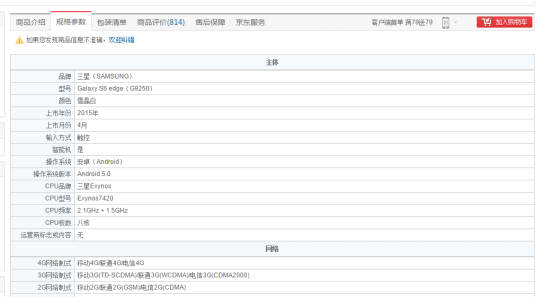 商品介绍 规格参数 包装清单 商品评价(814) 售后保障 京东服务 客户端首单 满79送79 加入购物车
如果您发现商品信息不准确，欢迎纠错
主体
品牌 三星（SAMSUNG）
型号 Galaxy S6 edge（G9250）
颜色 雪晶白
上市年份 2015年
上市月份 4月
输入方式 触控
智能机 是
操作系统 安卓（Android）
操作系统版本 Android 5.0
CPU品牌 三星Exynos
CPU型号 Exynos7420
CPU频率 2.1GHz + 1.5GHz
CPU核数 八核
运营商标志或内容 无
网络
4G网络制式 移动4G/联通4G/电信4G
3G网络制式 移动3G(TD-SCDMA)/联通3G(WCDMA)/电信3G(CDMA2000)
2G网络制式 移动2G/联通2G(GSM)/电信2G(CDMA)